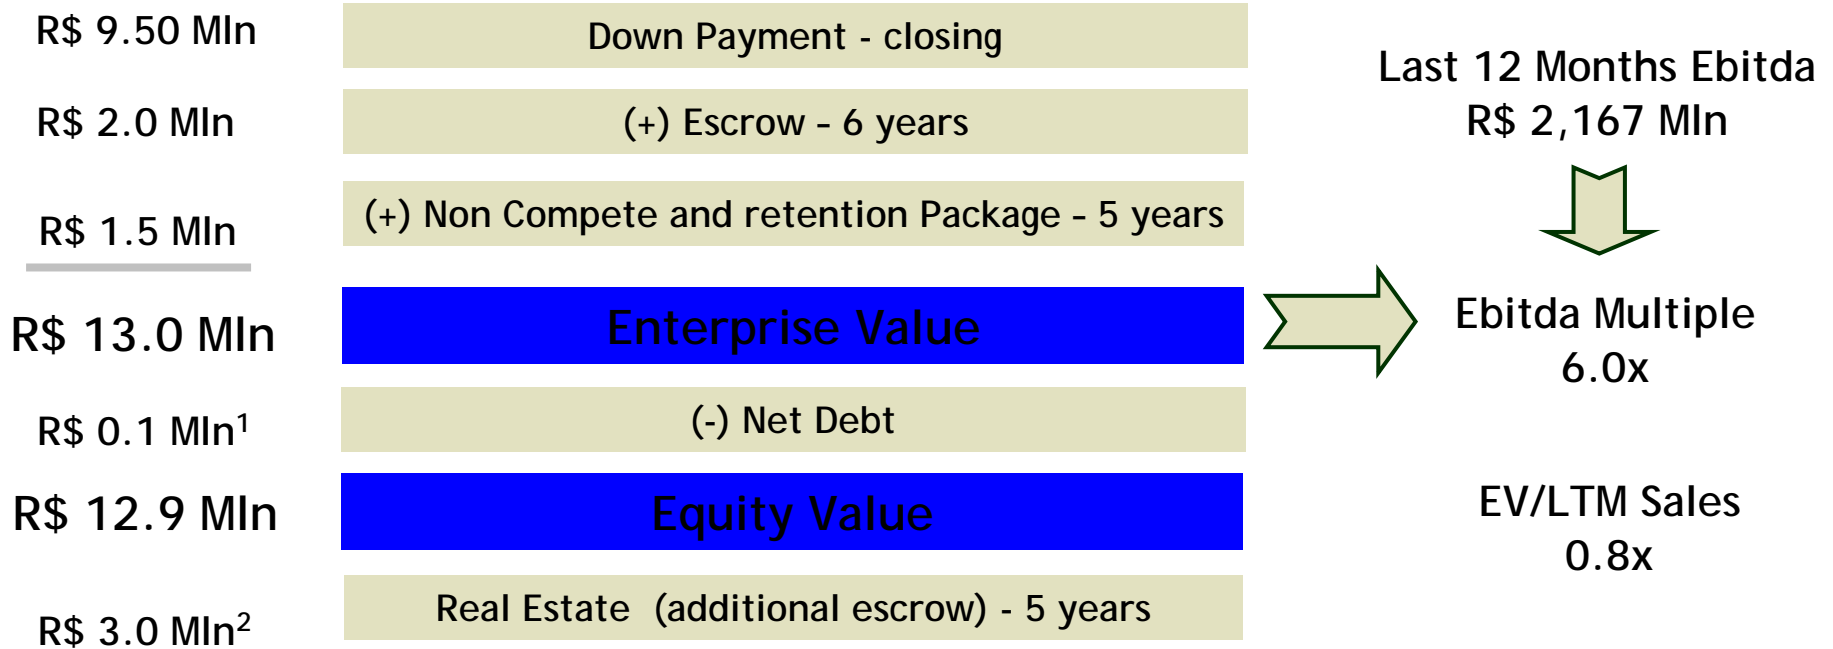 R$ 9.50 Mln
Down Payment - closing
R$ 2.0 Mln
(+) Escrow – 6 years
R$ 1.5 Mln
(+) Non Compete and retention Package – 5 years
R$ 13.0 Mln
Enterprise Value
R$ 0.1 Mln¹
(-) Net Debt
R$ 12.9 Mln
Equity Value
R$ 3.0 Mln²
Real Estate (additional escrow) - 5 years
Last 12 Months Ebitda
R$ 2,167 Mln
Ebitda Multiple
6.0x
EV/LTM Sales
0.8x